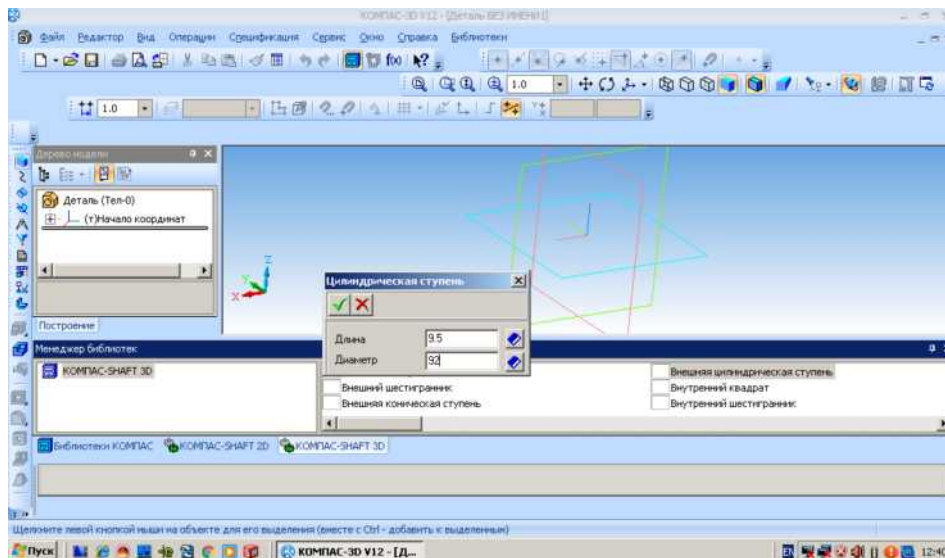 КОМПАС-3D V12 - [Деталь БЕЗ ИМЕНИ1]
Файл Редактор Вид Операции Спецификация Сервис Окно Справка Библиотеки
1.0
1.0
Дерево модели
Деталь (Тел-0)
(т)Начало координат
Z
Y
X
Построение
Цилиндрическая ступень
Длина 9.5
Диаметр 92
Менеджер библиотек
КОМПАС-SHAFT 3D
Внешняя цилиндрическая ступень
Внешний шестигранник
Внутренний квадрат
Внешняя коническая ступень
Внутренний шестигранник
Библиотеки КОМПАС КОМПАС-SHAFT 2D КОМПАС-SHAFT 3D
Щелкните левой кнопкой мыши на объекте для его выделения (вместе с Ctrl - добавить к выделенным)
Пуск
КОМПАС-3D V12 - [Д...
EN